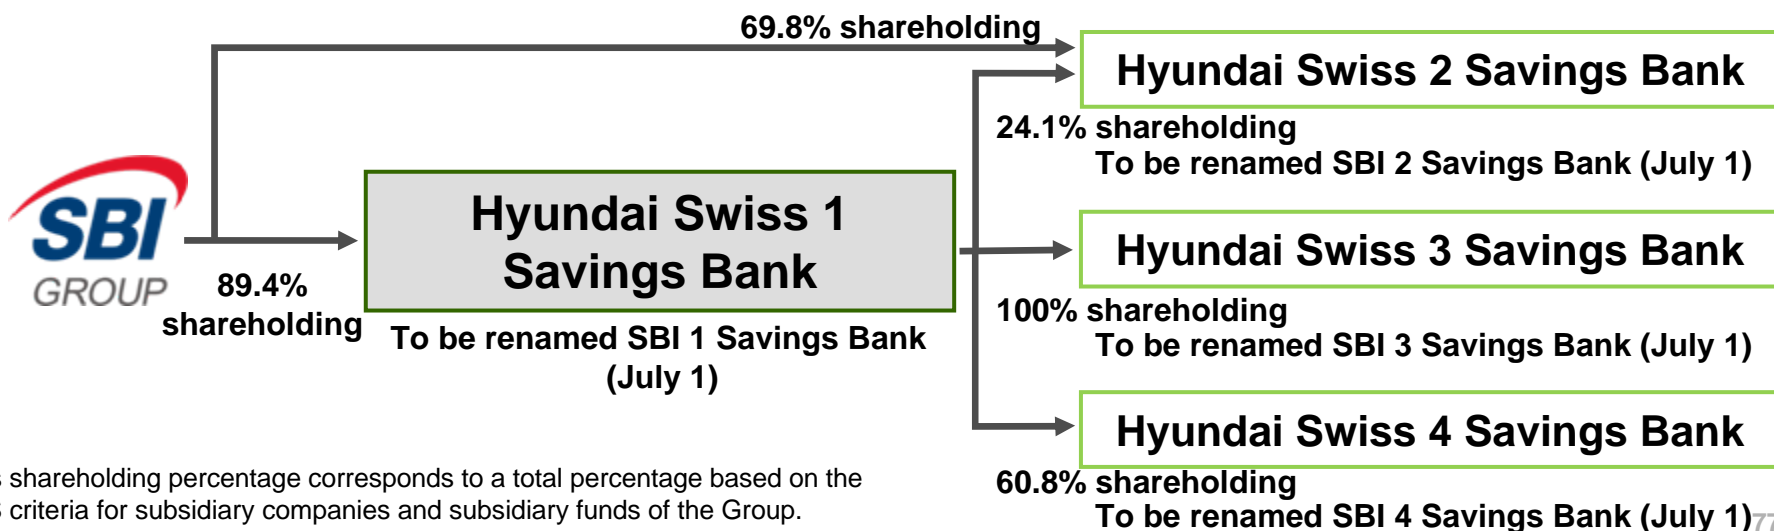 69.8% shareholding
Hyundai Swiss 2 Savings Bank
24.1% shareholding
To be renamed SBI 2 Savings Bank (July 1)
SBI
GROUP
89.4%
shareholding
Hyundai Swiss 1
Savings Bank
To be renamed SBI 1 Savings Bank
(July 1)
Hyundai Swiss 3 Savings Bank
100% shareholding
To be renamed SBI 3 Savings Bank (July 1)
Hyundai Swiss 4 Savings Bank
60.8% shareholding
To be renamed SBI 4 Savings Bank (July 1)
shareholding percentage corresponds to a total percentage based on the
criteria for subsidiary companies and subsidiary funds of the Group.